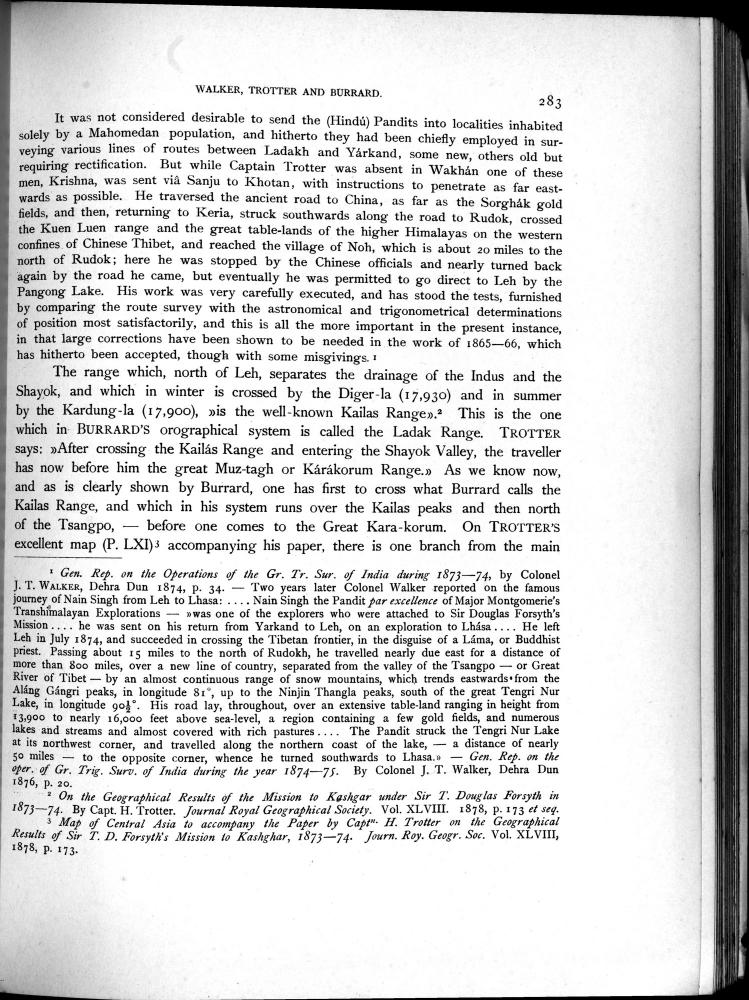 WALKER, TROTTER AND BURRARD.
283
It was not considered desirable to send the (Hindú) Pandits into localities inhabited
solely by a Mahomedan population, and hitherto they had been chiefly employed in sur-
veying various lines of routes between Ladakh and Yárkand, some new, others old but
requiring rectification. But while Captain Trotter was absent in Wakhán one of these
men, Krishna, was sent viâ Sanju to Khotan, with instructions to penetrate as far east-
wards as possible. He traversed the ancient road to China, as far as the Sorghák gold
fields, and then, returning to Keria, struck southwards along the road to Rudok, crossed
the Kuen Luen range and the great table-lands of the higher Himalayas on the western
confines of Chinese Thibet, and reached the village of Noh, which is about 20 miles to the
north of Rudok; here he was stopped by the Chinese officials and nearly turned back
again by the road he came, but eventually he was permitted to go direct to Leh by the
Pangong Lake. His work was very carefully executed, and has stood the tests, furnished
by comparing the route survey with the astronomical and trigonometrical determinations
of position most satisfactorily, and this is all the more important in the present instance,
in that large corrections have been shown to be needed in the work of 1865—66, which
has hitherto been accepted, though with some misgivings. 1
The range which, north of Leh, separates the drainage of the Indus and the
Shayok, and which in winter is crossed by the Diger-la (17,930) and in summer
by the Kardung-la (17,900), »is the well-known Kailas Range».² This is the one
which in BURRARD'S orographical system is called the Ladak Range. TROTTER
says: »After crossing the Kailás Range and entering the Shayok Valley, the traveller
has now before him the great Muz-tagh or Kárákorum Range.» As we know now,
and as is clearly shown by Burrard, one has first to cross what Burrard calls the
Kailas Range, and which in his system runs over the Kailas peaks and then north
of the Tsangpo, — before one comes to the Great Kara-korum. On TROTTER'S
excellent map (P. LXI)3 accompanying his paper, there is one branch from the main
¹ Gen. Rep. on the Operations of the Gr. Tr. Sur. of India during 1873—74, by Colonel
J. T. WALKER, Dehra Dun 1874, p. 34. — Two years later Colonel Walker reported on the famous
journey of Nain Singh from Leh to Lhasa: .... Nain Singh the Pandit par excellence of Major Montgomerie's
Transhimalayan Explorations — »was one of the explorers who were attached to Sir Douglas Forsyth's
Mission .... he was sent on his return from Yarkand to Leh, on an exploration to Lhása .... He left
Leh in July 1874, and succeeded in crossing the Tibetan frontier, in the disguise of a Láma, or Buddhist
priest. Passing about 15 miles to the north of Rudokh, he travelled nearly due east for a distance of
more than 800 miles, over a new line of country, separated from the valley of the Tsangpo — or Great
River of Tibet — by an almost continuous range of snow mountains, which trends eastwards from the
Aláng Gángri peaks, in longitude 81°, up to the Ninjin Thangla peaks, south of the great Tengri Nur
Lake, in longitude 90½°. His road lay, throughout, over an extensive table-land ranging in height from
13,900 to nearly 16,000 feet above sea-level, a region containing a few gold fields, and numerous
lakes and streams and almost covered with rich pastures .... The Pandit struck the Tengri Nur Lake
at its northwest corner, and travelled along the northern coast of the lake, — a distance of nearly
50 miles — to the opposite corner, whence he turned southwards to Lhasa.» — Gen. Rep. on the
oper. of Gr. Trig. Surv. of India during the year 1874—75. By Colonel J. T. Walker, Dehra Dun
1876, p. 20.
² On the Geographical Results of the Mission to Kashgar under Sir T. Douglas Forsyth in
1873—74. By Capt. H. Trotter. Journal Royal Geographical Society. Vol. XLVIII. 1878, p. 173 et seq.
3 Map of Central Asia to accompany the Paper by Captn. H. Trotter on the Geographical
Results of Sir T. D. Forsyth's Mission to Kashghar, 1873—74. Journ. Roy. Geogr. Soc. Vol. XLVIII,
1878, p. 173.